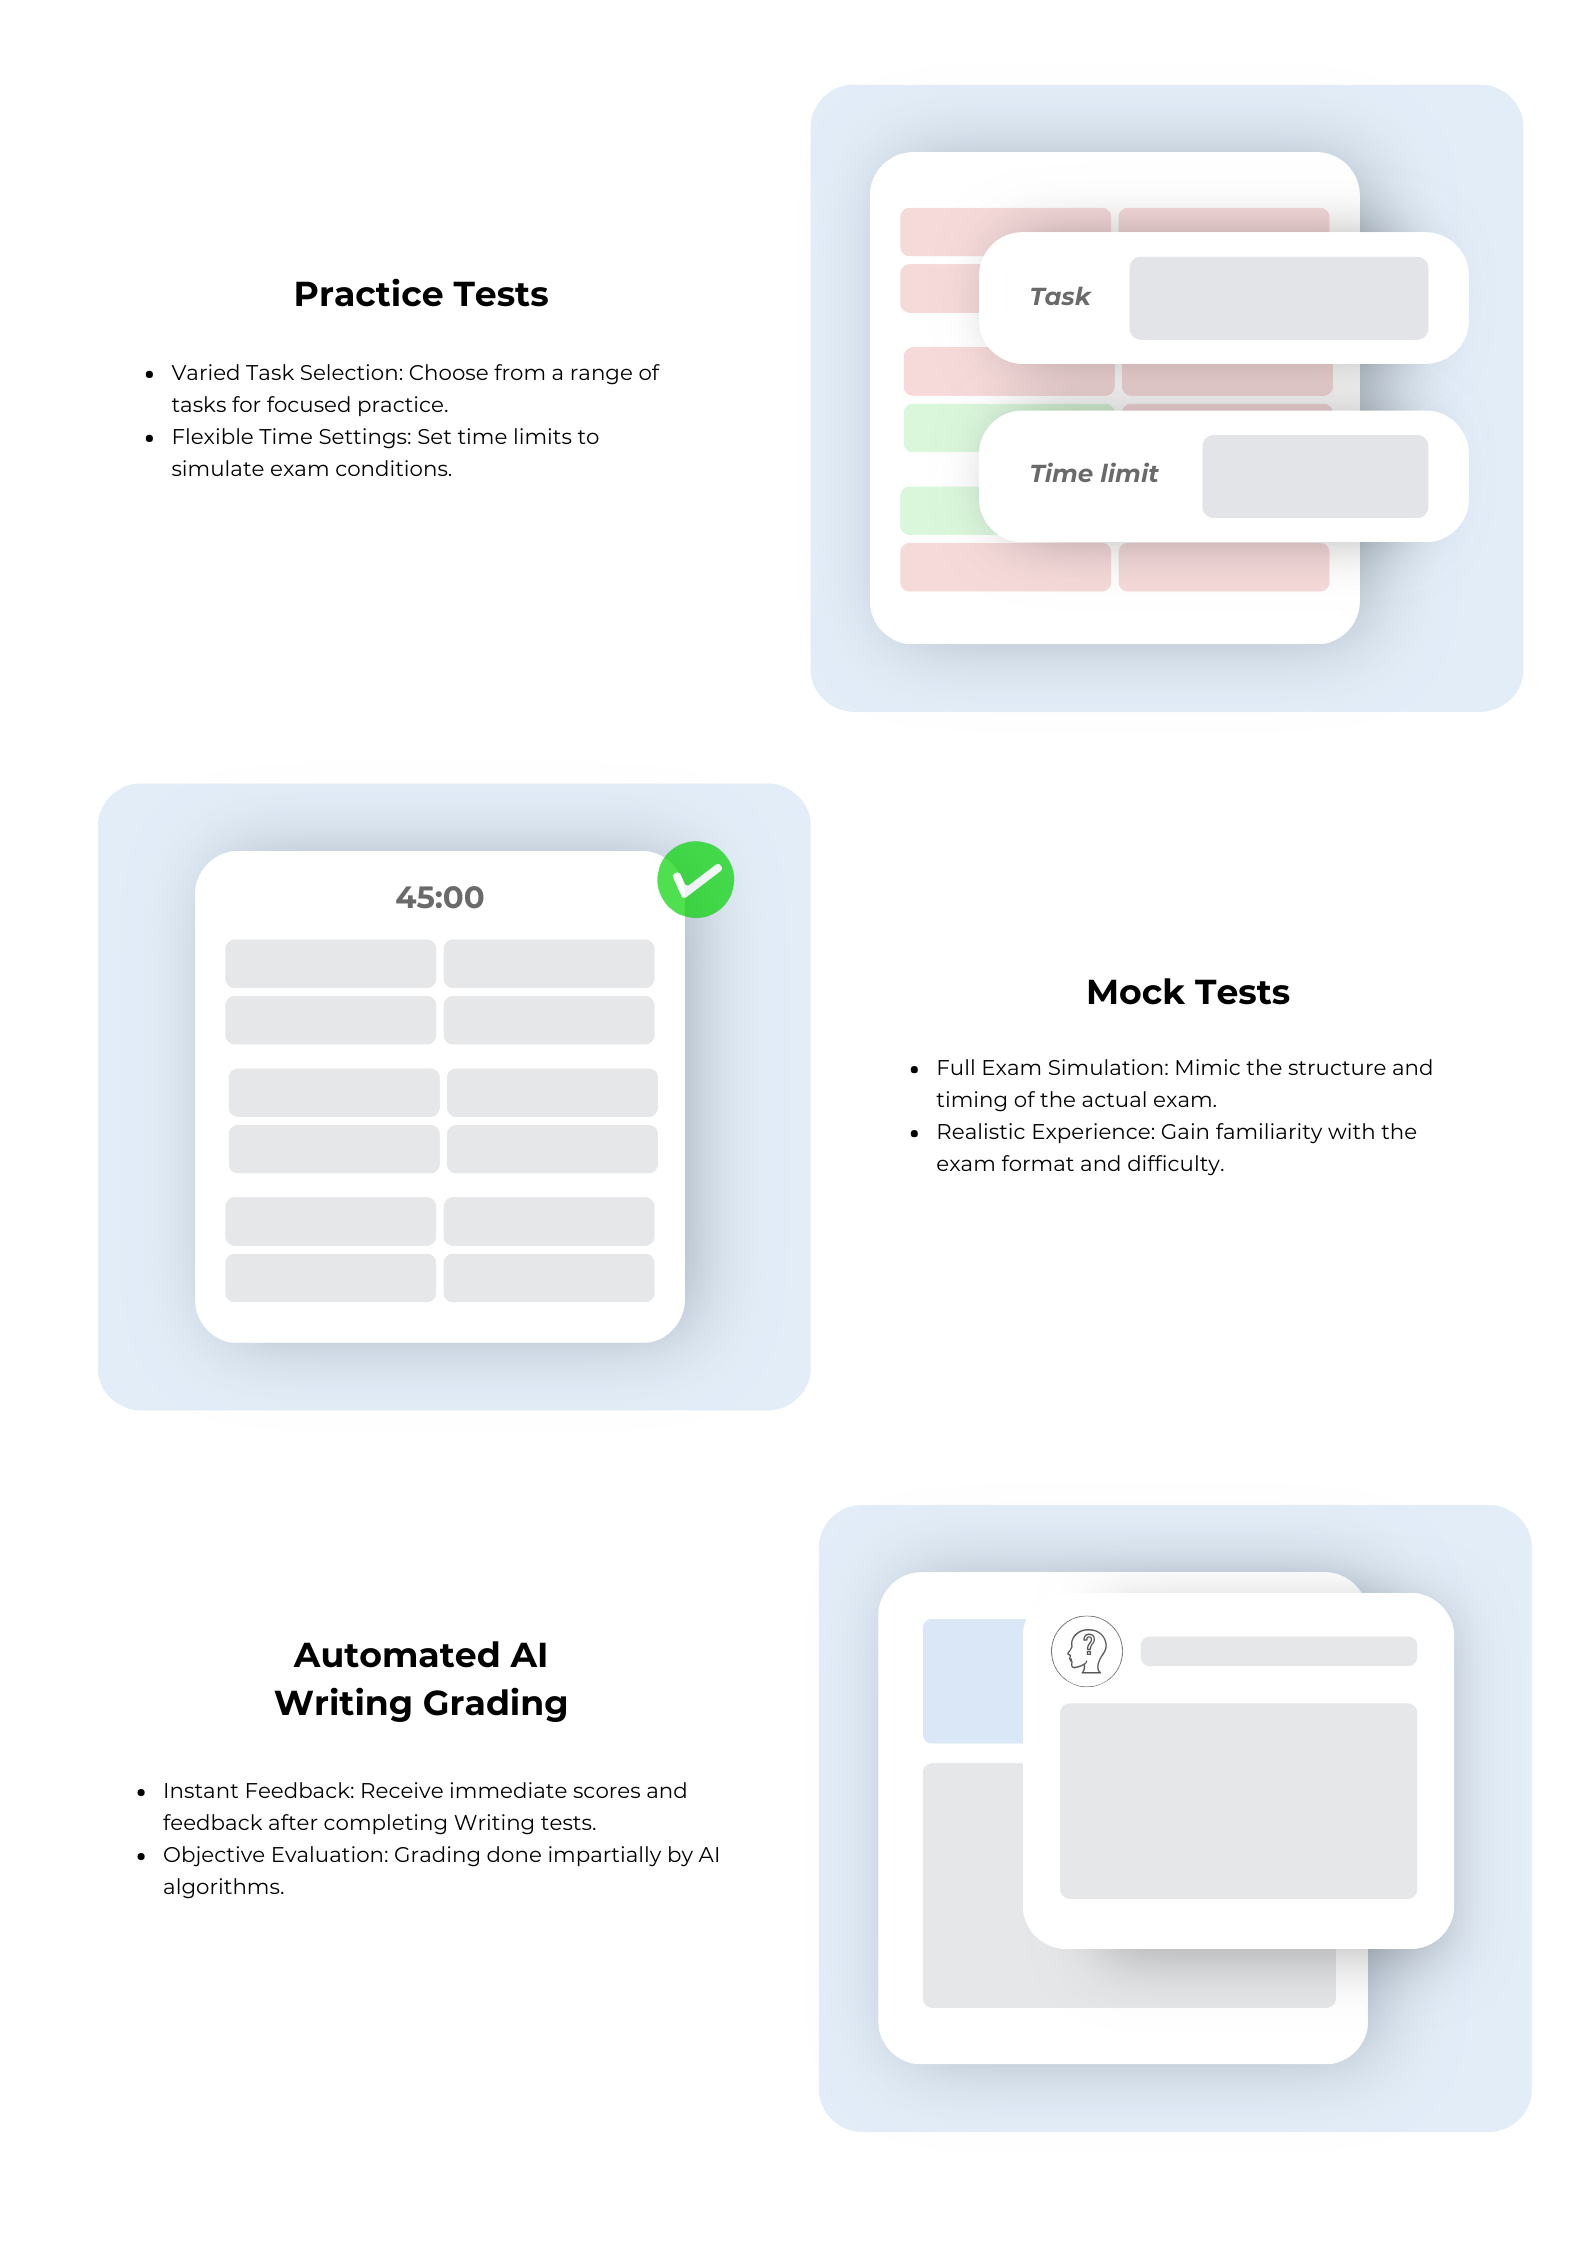 Practice Tests
• Varied Task Selection: Choose from a range of
tasks for focused practice.
• Flexible Time Settings: Set time limits to
simulate exam conditions.
Task
Time limit
45:00
Mock Tests
• Full Exam Simulation: Mimic the structure and
timing of the actual exam.
• Realistic Experience: Gain familiarity with the
exam format and difficulty.
Automated AI
Writing Grading
• Instant Feedback: Receive immediate scores and
feedback after completing Writing tests.
• Objective Evaluation: Grading done impartially by AI
algorithms.
?